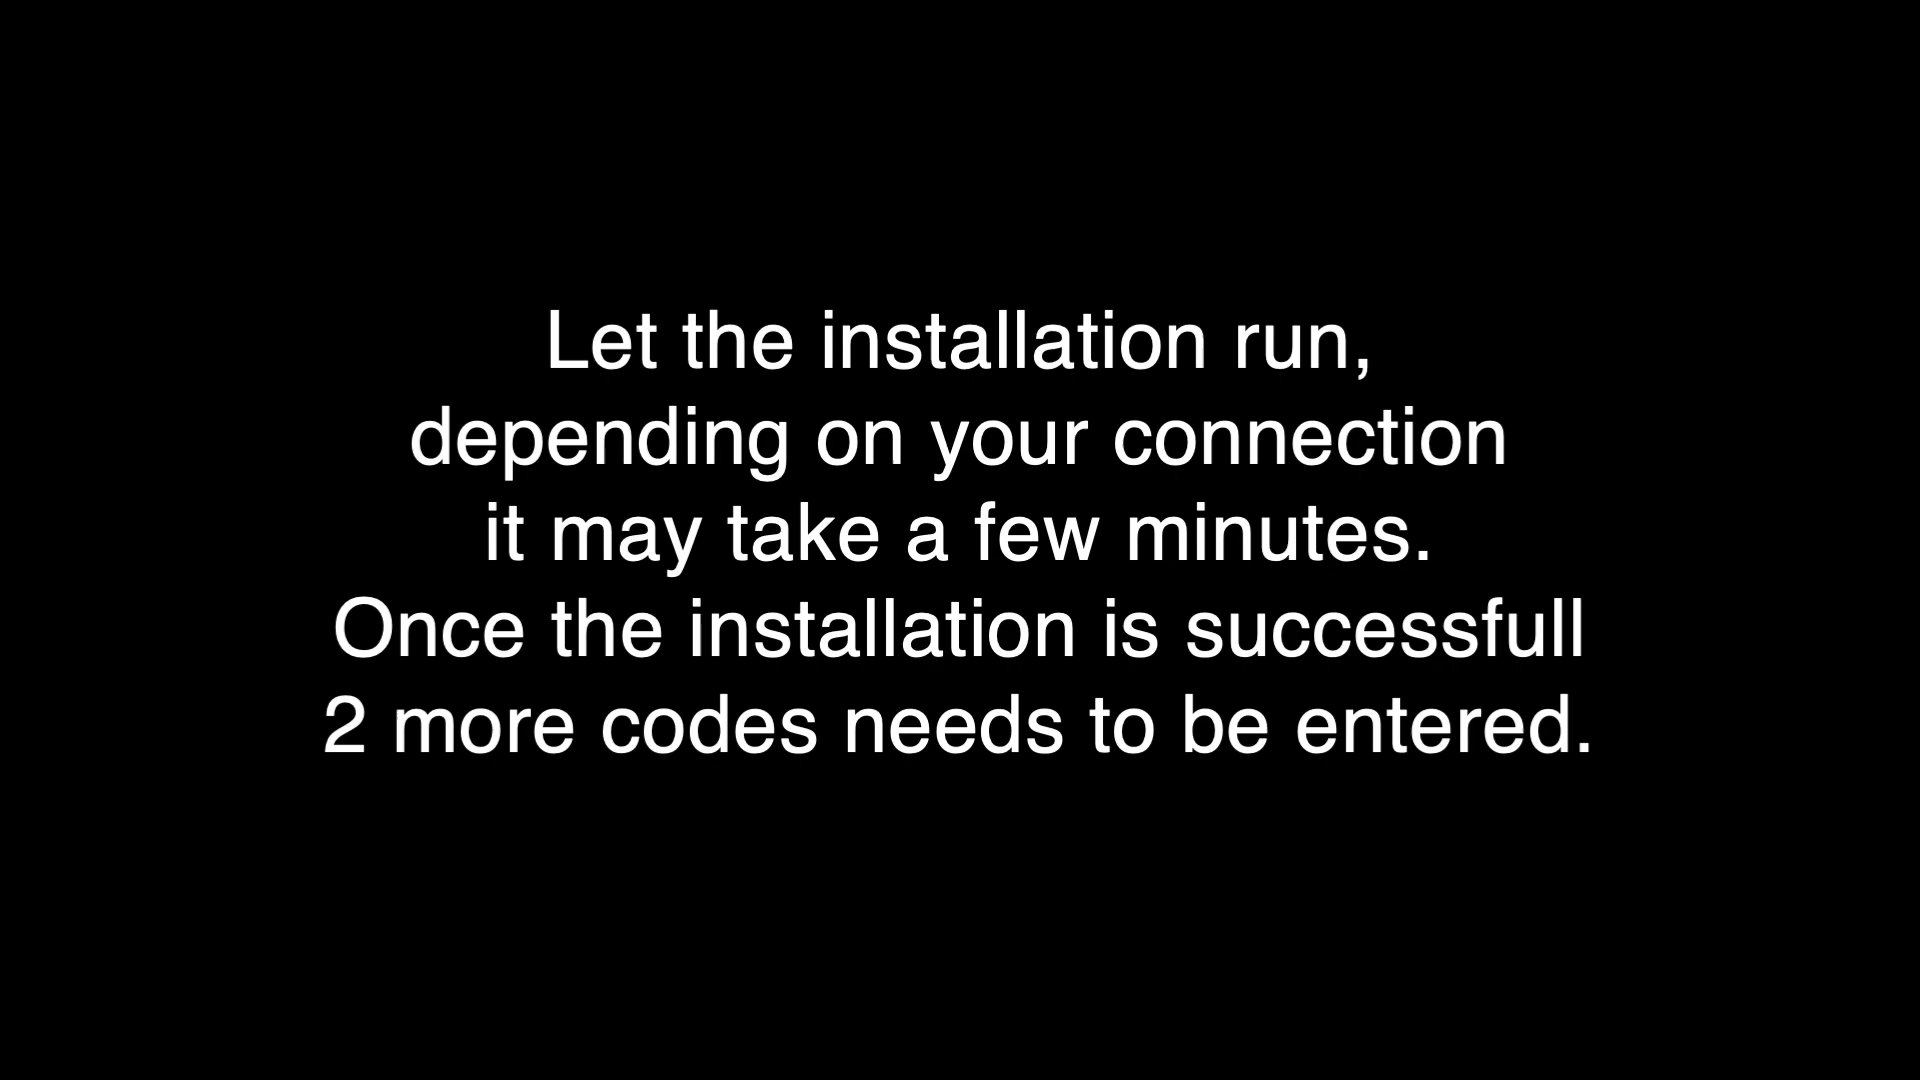 Let the installation run,
depending on your connection
it may take a few minutes.
Once the installation is successfull
2 more codes needs to be entered.